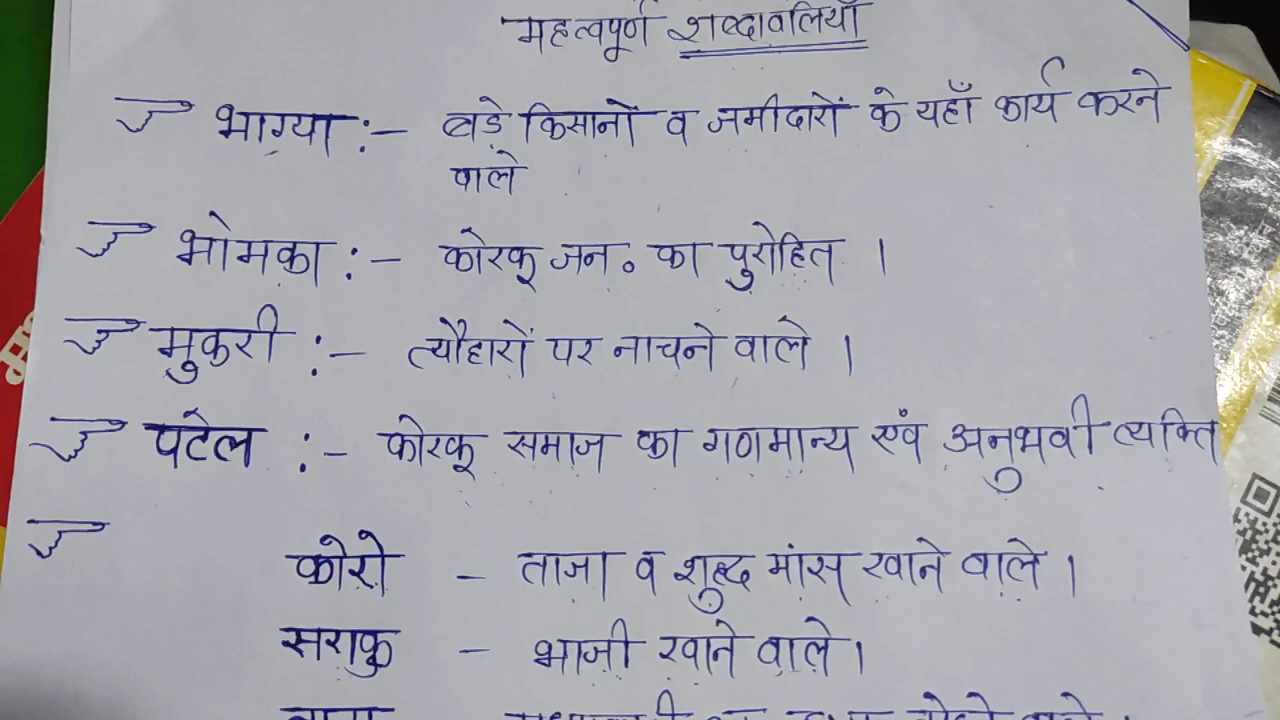 महत्वपूर्ण शब्दावलियाँ
भाग्या :- बड़े किसानों व जमीदारों के यहाँ कार्य करने
वाले
भोमका :- कोरकू जन० का पुरोहित ।
मुकरी :- त्यौहारों पर नाचने वाले ।
पटेल :- कोरकू समाज का गणमान्य एंव अनुभवी व्यक्ति
कोरो - ताजा व शुद्ध मांस खाने वाले ।
सराकु - भाजी खाने वाले ।